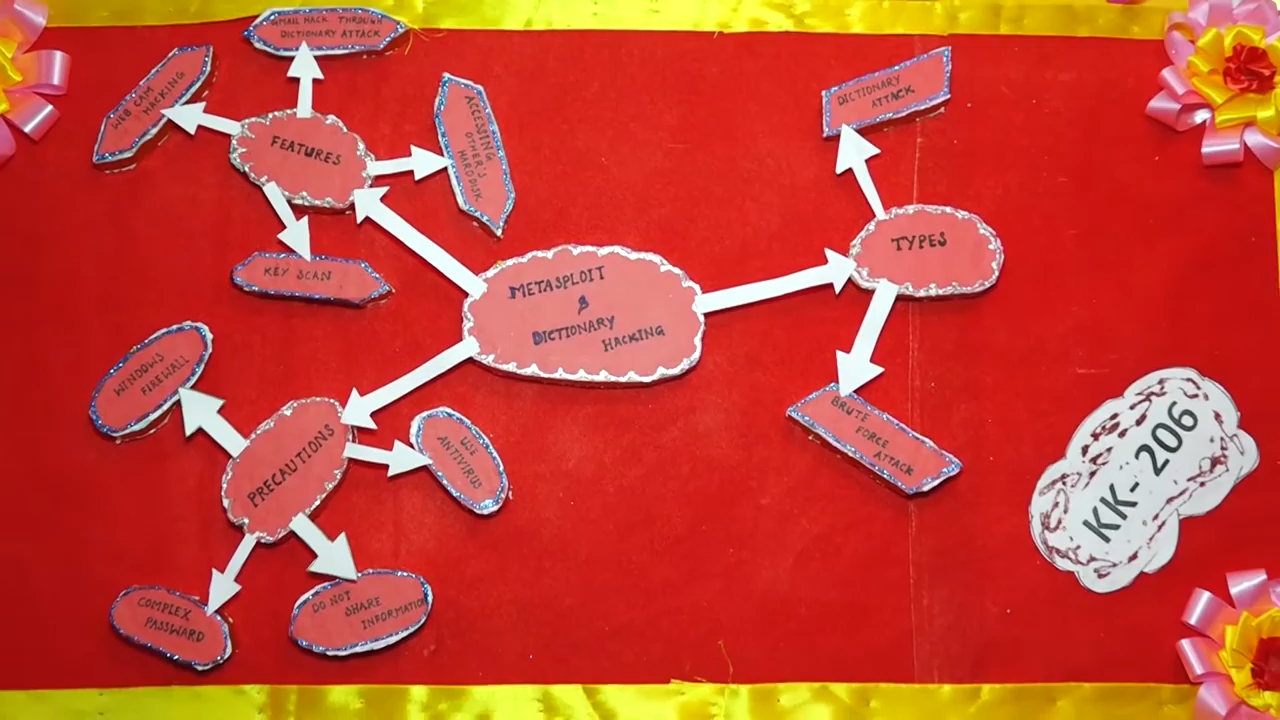 GMAIL HACK THROUGH
DICTIONARY ATTACK
WEB CAM
HACKING
FEATURES
ACCESSING
OTHER'S
HARDDISK
KEY SCAN
METASPLOIT
&
DICTIONARY
HACKING
DICTIONARY
ATTACK
TYPES
BRUTE
FORCE
ATTACK
WINDOWS
FIREWALL
PRECAUTIONS
USE
ANTIVIRUS
COMPLEX
PASSWARD
DO NOT
SHARE
INFORMATION
KK-206